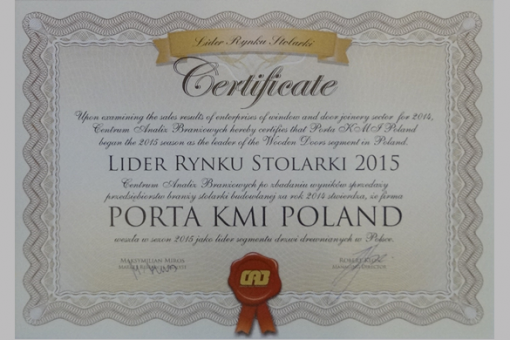 Lider Rynku Stolarki
Certificate
Upon examining the sales results of enterprises of window and door joinery sector for 2014,
Centrum Analiz Branżowych hereby certifies that Porta KMI Poland
began the 2015 season as the leader of the Wooden Doors segment in Poland.
LIDER RYNKU STOLARKI 2015
Centrum Analiz Branżowych po zbadaniu wyników sprzedaży
przedsiębiorstw branży stolarki budowlanej za rok 2014 stwierdza, że firma
PORTA KMI POLAND
weszła w sezon 2015 jako lider segmentu drzwi drewnianych w Polsce.
CAB